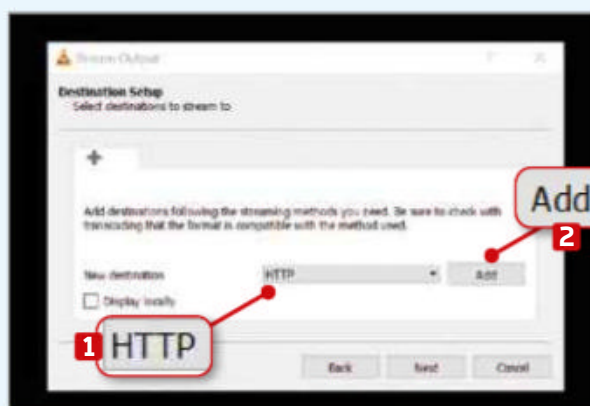 Stream Output
Destination Setup
Select destinations to stream to
Add destinations following the streaming methods you need. Be sure to check with
transcoding that the format is compatible with the method used.
Add
2
New destination
HTTP
Add
Display locally
1
HTTP
Back
Next
Cancel